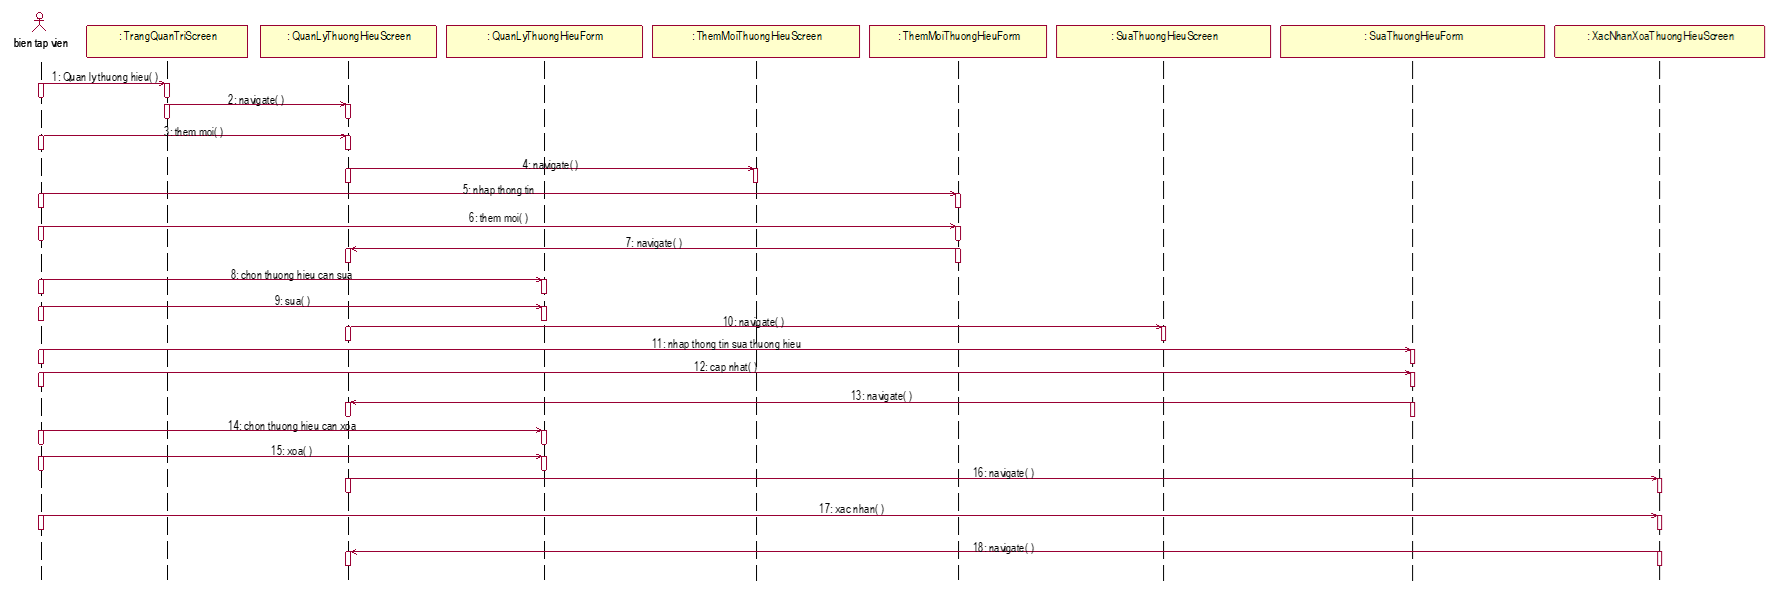 bien tap vien
: TrangQuanTriScreen
: QuanLyThuongHieuScreen
: QuanLyThuongHieuForm
: ThemMoiThuongHieuScreen
: ThemMoiThuongHieuForm
: SuaThuongHieuScreen
: SuaThuongHieuForm
: XacNhanXoaThuongHieuScreen
1: Quan ly thuong hieu( )
2: navigate( )
3: them moi( )
4: navigate( )
5: nhap thong tin
6: them moi( )
7: navigate( )
8: chon thuong hieu can sua
9: sua( )
10: navigate( )
11: nhap thong tin sua thuong hieu
12: cap nhat( )
13: navigate( )
14: chon thuong hieu can xoa
15: xoa( )
16: navigate( )
17: xac nhan( )
18: navigate( )